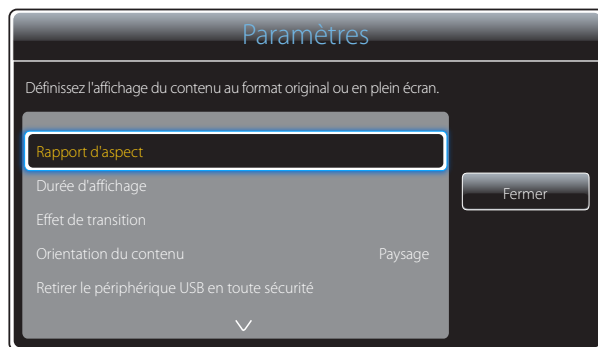 Paramètres
Définissez l'affichage du contenu au format original ou en plein écran.
Rapport d'aspect
Durée d'affichage
Effet de transition
Orientation du contenu Paysage
Retirer le périphérique USB en toute sécurité
Fermer